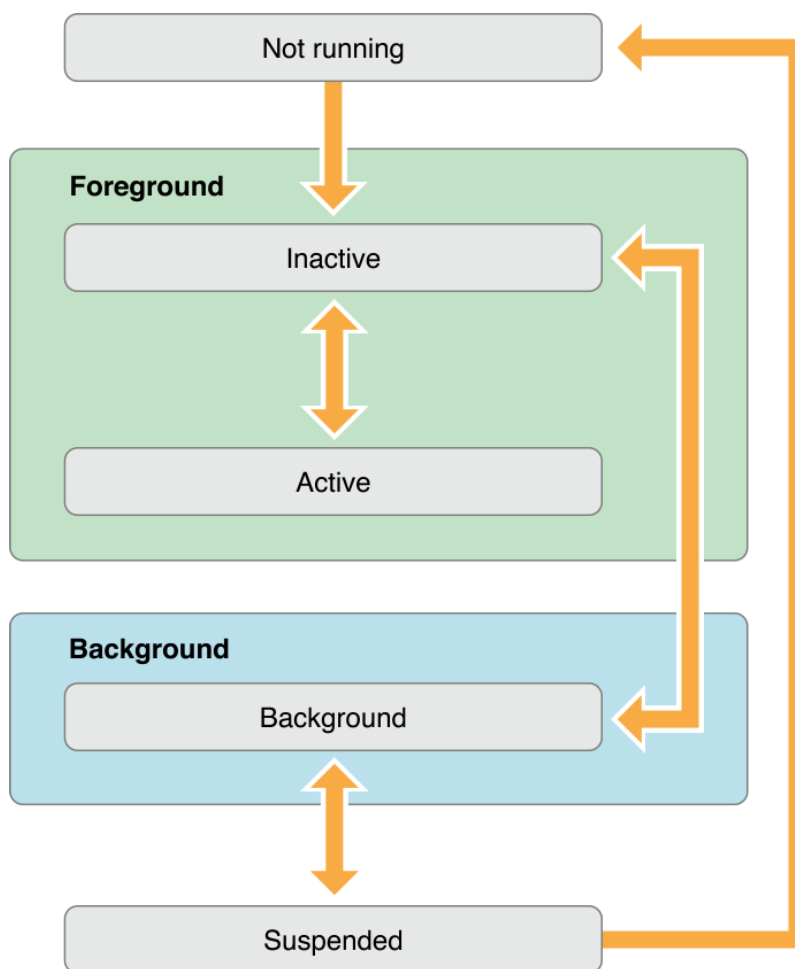 Not running
Foreground
Inactive
Active
Background
Background
Suspended